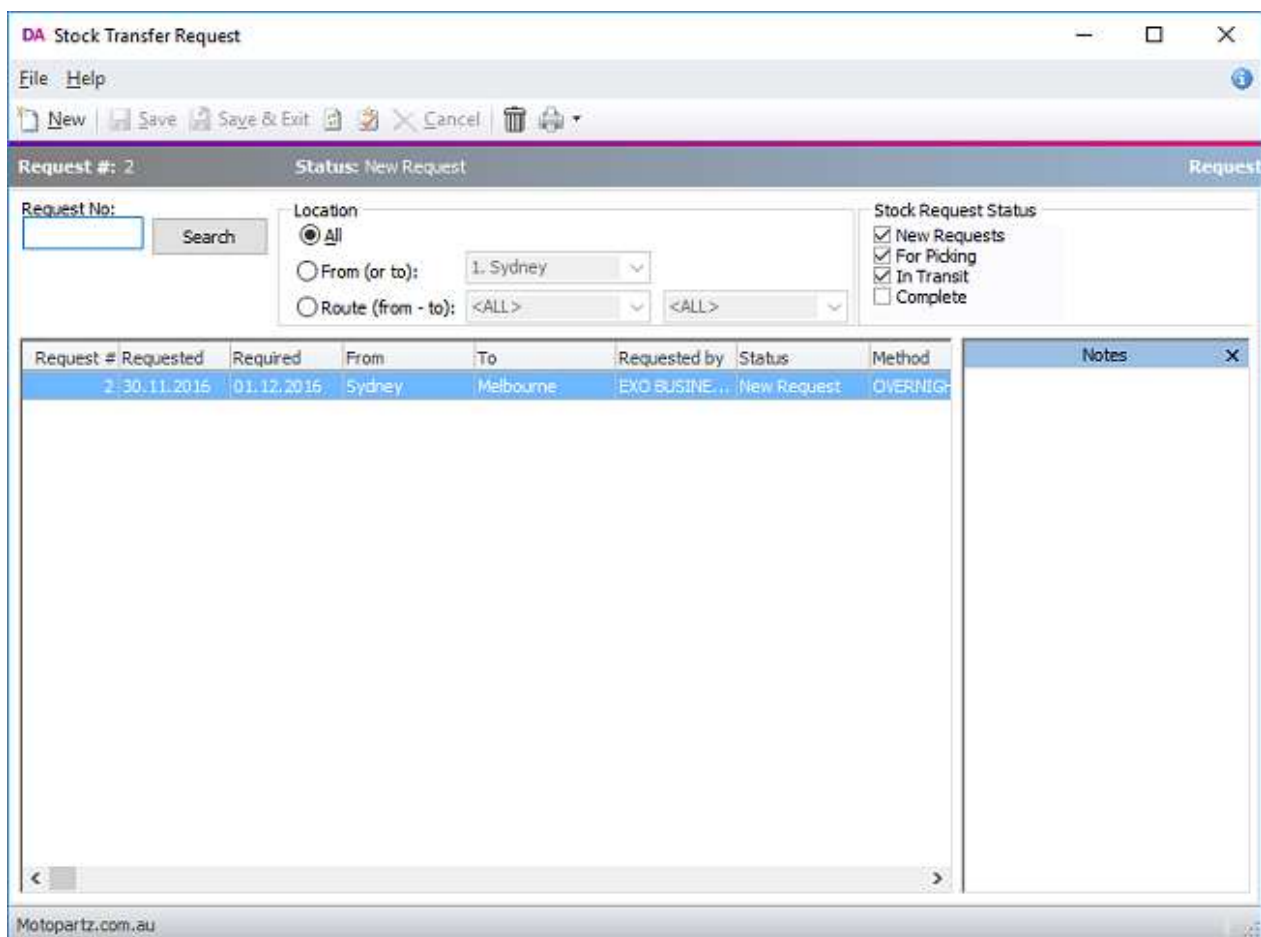 DA Stock Transfer Request
File Help
New Save Save & Exit Cancel
Request #: 2 Status: New Request Request
Request No: Location Stock Request Status
Search All New Requests
From (or to): 1. Sydney For Picking
In Transit
Route (from - to): <ALL> <ALL> Complete
Request # Requested Required From To Requested by Status Method Notes
2 30.11.2016 01.12.2016 Sydney Melbourne EXO BUSINE... New Request OVERNIGH
Motopartz.com.au